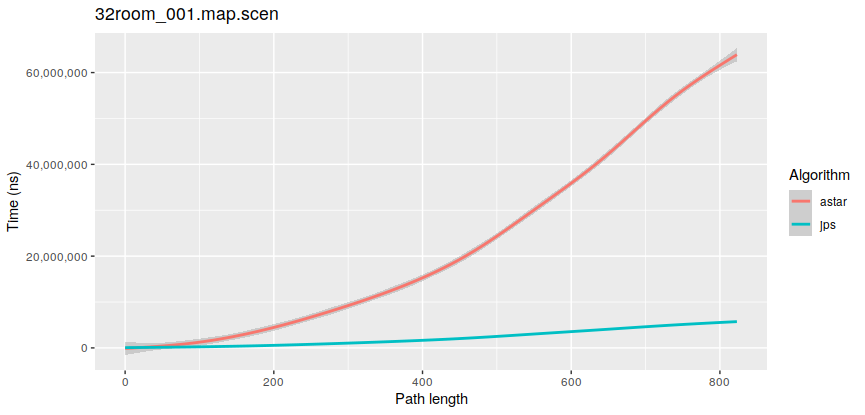 32room_001.map.scen
60,000,000
40,000,000
20,000,000
0
Time (ns)
0 200 400 600 800
Path length
Algorithm
astar
jps